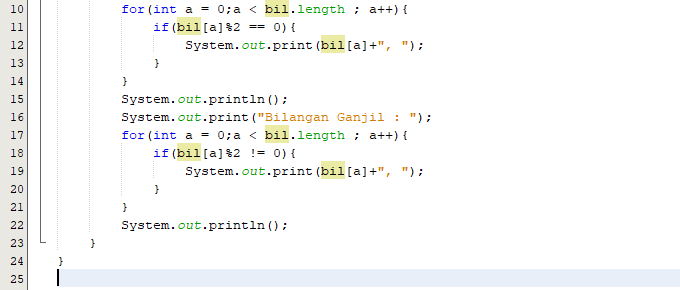 10 for(int a = 0;a < bil.length ; a++){
11 if(bil[a]%2 == 0){
12 System.out.print(bil[a]+", ");
13 }
14 }
15 System.out.println();
16 System.out.print("Bilangan Ganjil : ");
17 for(int a = 0;a < bil.length ; a++){
18 if(bil[a]%2 != 0){
19 System.out.print(bil[a]+", ");
20 }
21 }
22 System.out.println();
23 }
24 }
25